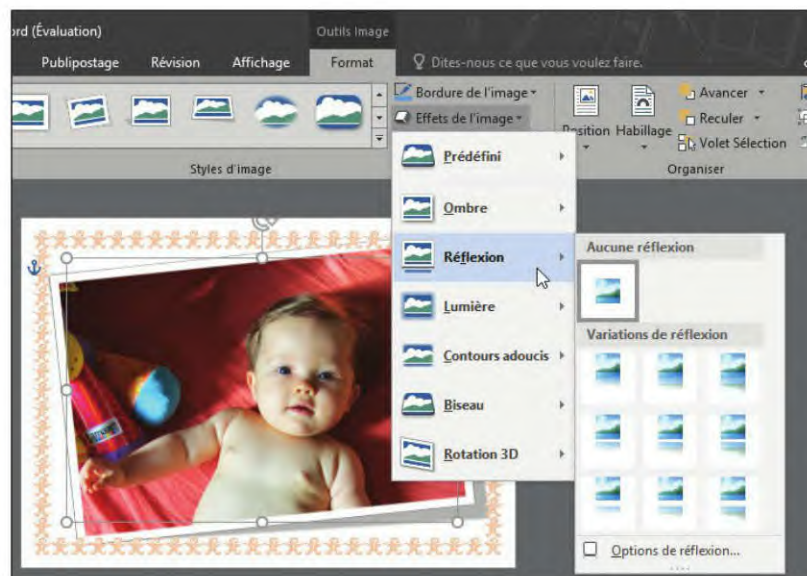 ord (Évaluation)
Outils Image
Publipostage Révision Affichage Format Dites-nous ce que vous voulez faire.
Bordure de l'image
Effets de l'image
Position Habillage
Avancer
Reculer
Volet Sélection
Styles d'image
Organiser
Prédéfini
Ombre
Réflexion
Lumière
Contours adoucis
Biseau
Rotation 3D
Aucune réflexion
Variations de réflexion
Options de réflexion...